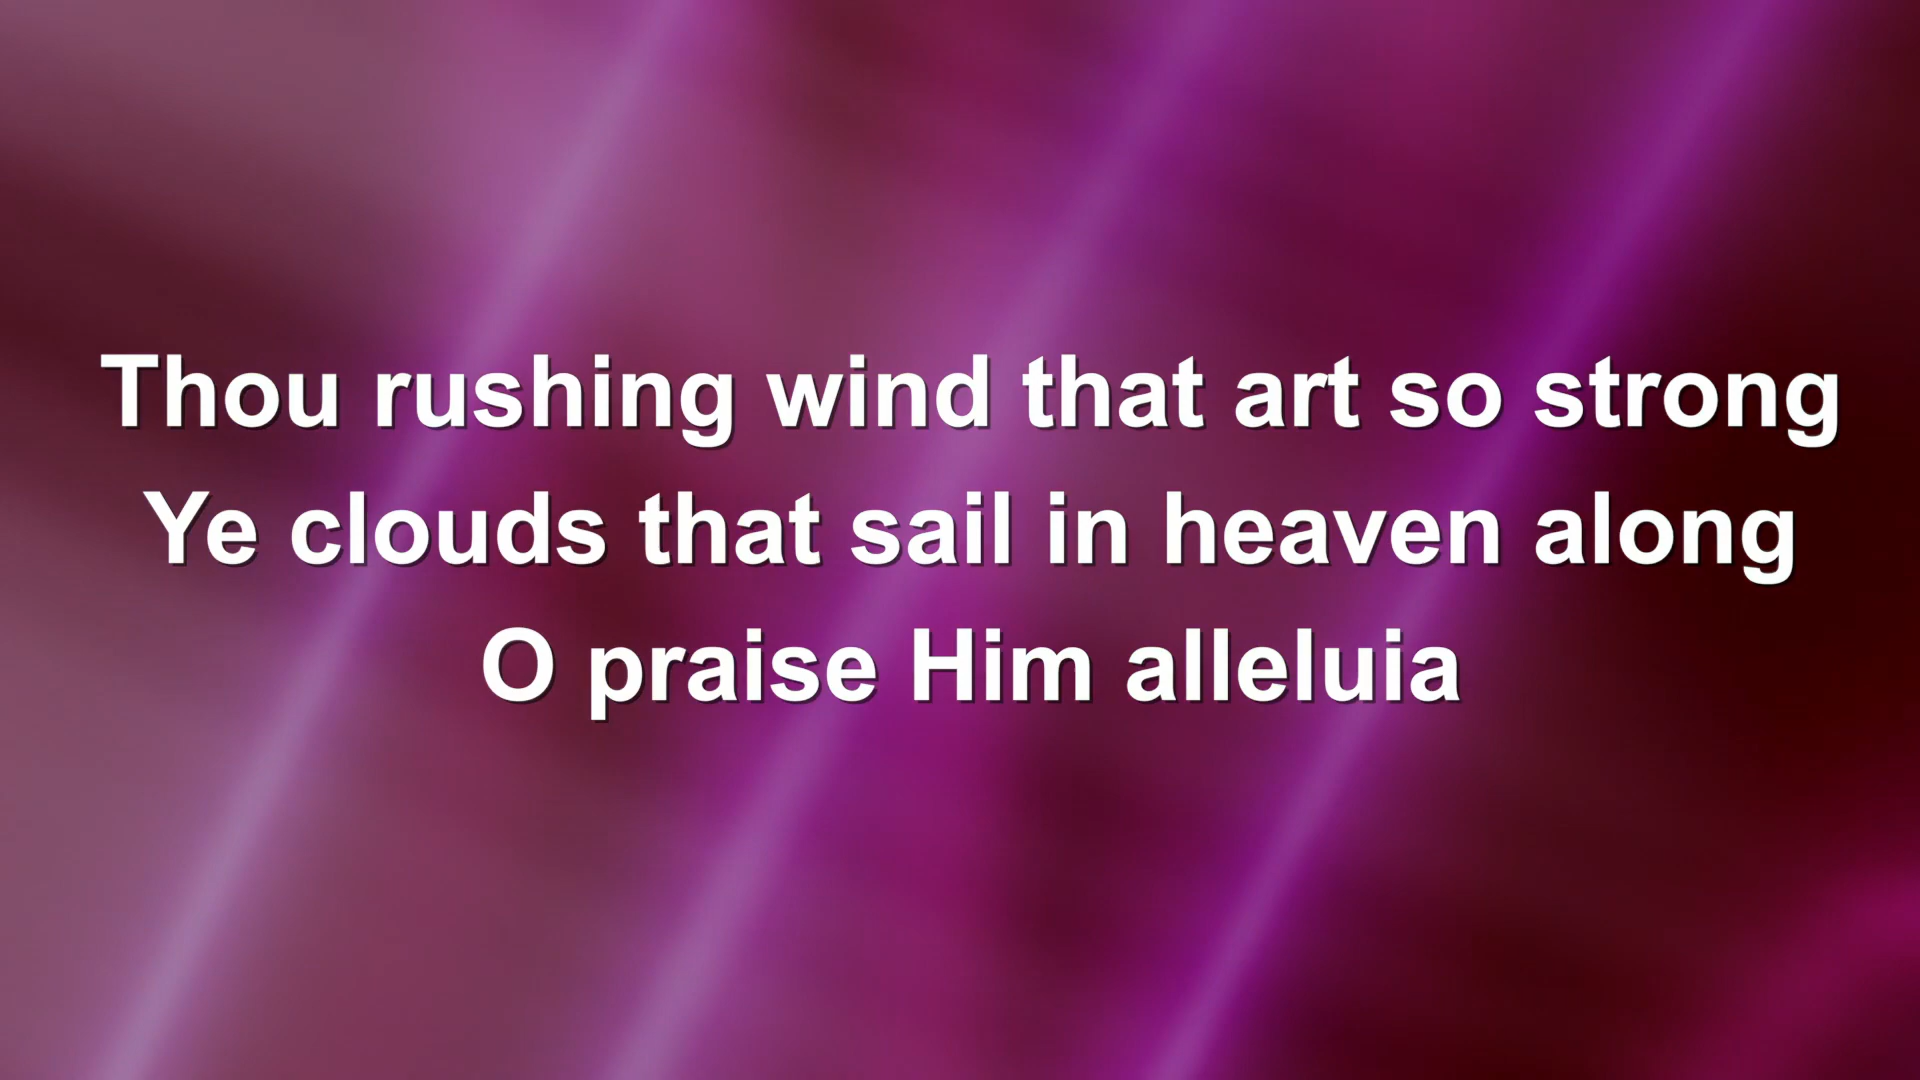 Thou rushing wind that art so strong
Ye clouds that sail in heaven along
O praise Him alleluia